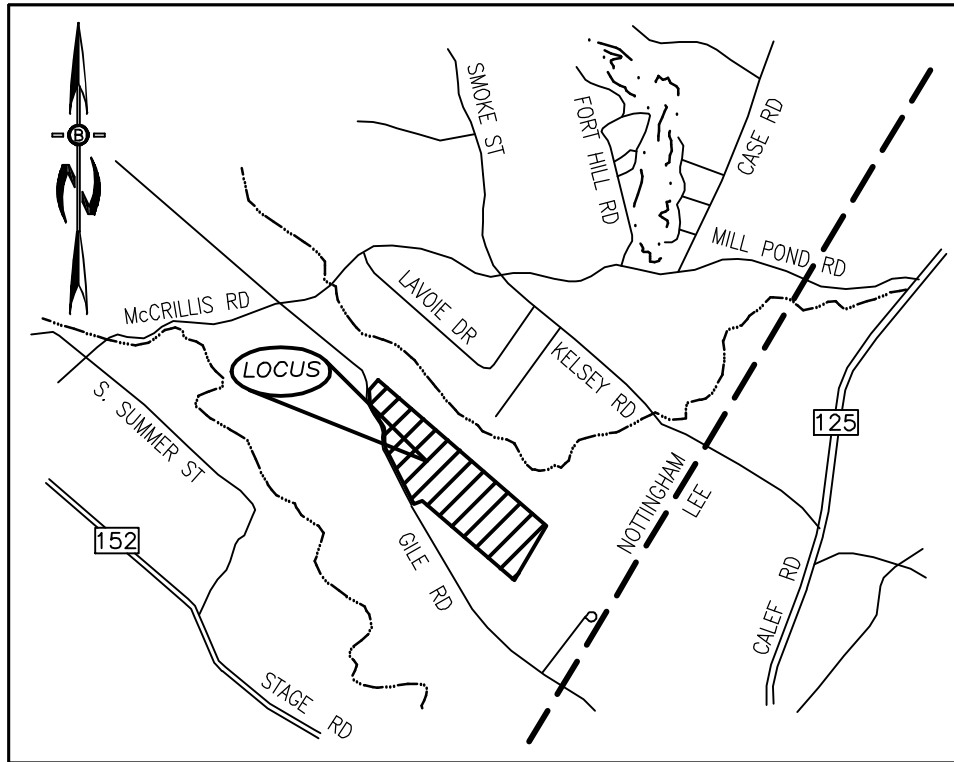 SMOKE ST
FORT HILL RD
CASE RD
B
N
MILL POND RD
LAVOIE DR
McCRILLIS RD
KELSEY RD
LOCUS
S. SUMMER ST
125
NOTTINGHAM
LEE
152
GILE RD
CALEF RD
STAGE RD